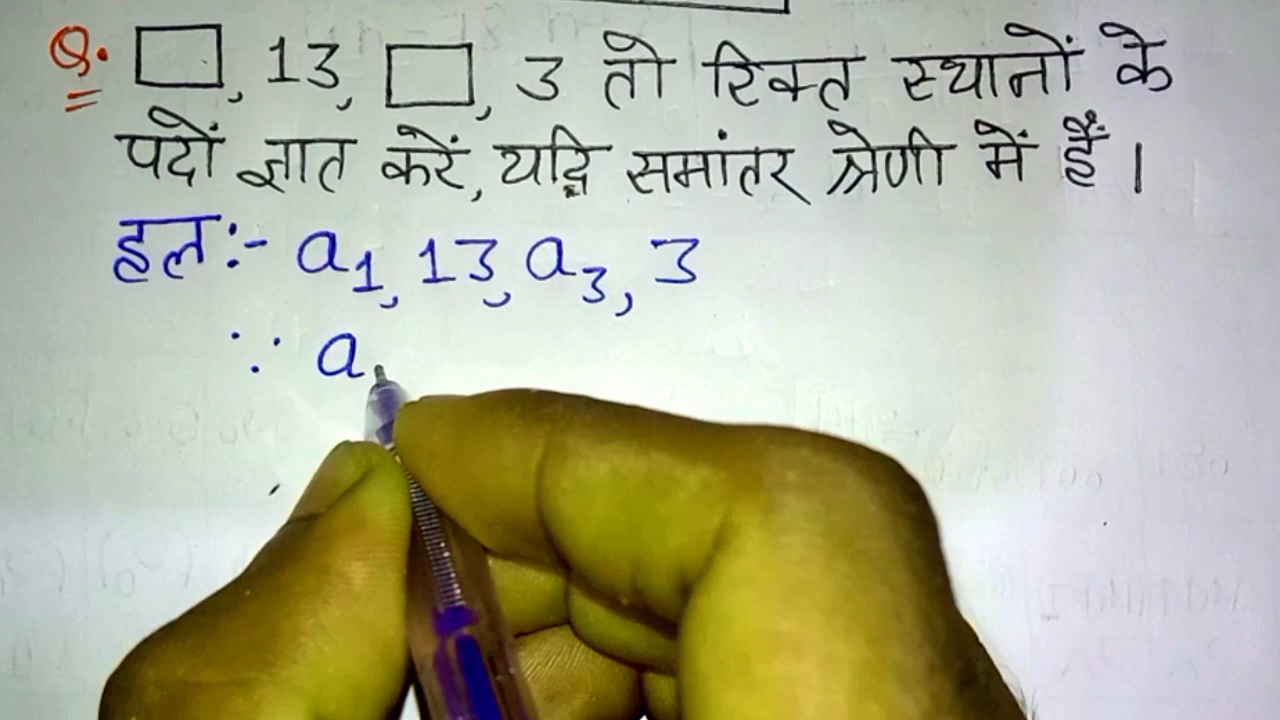 Q. □, 13, □, 3 तो रिक्त स्थानों के
पदों ज्ञात करें, यदि समांतर श्रेणी में हैं।
हल:- a₁, 13, a₃, 3
∵ a